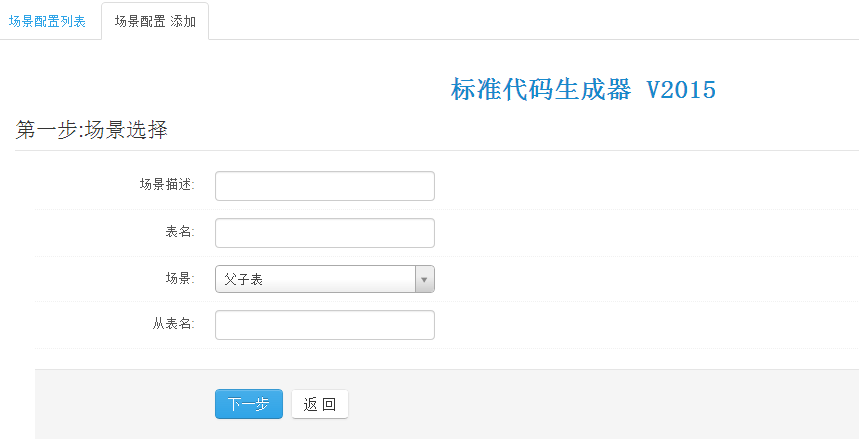 场景配置列表 场景配置 添加
标准代码生成器 V2015
第一步:场景选择
场景描述:
表名:
场景: 父子表
从表名:
下一步 返 回